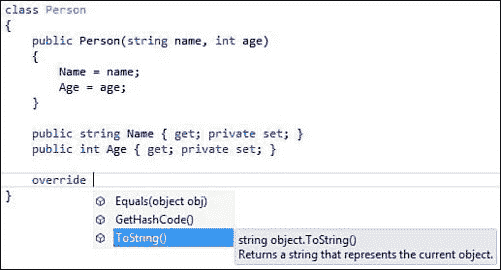 class Person
{
    public Person(string name, int age)
    {
        Name = name;
        Age = age;
    }

    public string Name { get; private set; }
    public int Age { get; private set; }

    override
}
Equals(object obj)
GetHashCode()
ToString()
string object.ToString()
Returns a string that represents the current object.